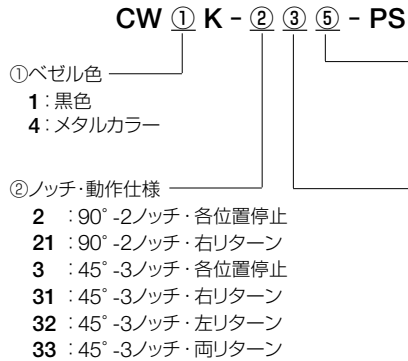 CW ① K - ② ③ ⑤ - PS
①ベゼル色
1：黒色
4：メタルカラー
②ノッチ・動作仕様
2 ：90°-2ノッチ・各位置停止
21 ：90°-2ノッチ・右リターン
3 ：45°-3ノッチ・各位置停止
31 ：45°-3ノッチ・右リターン
32 ：45°-3ノッチ・左リターン
33 ：45°-3ノッチ・両リターン